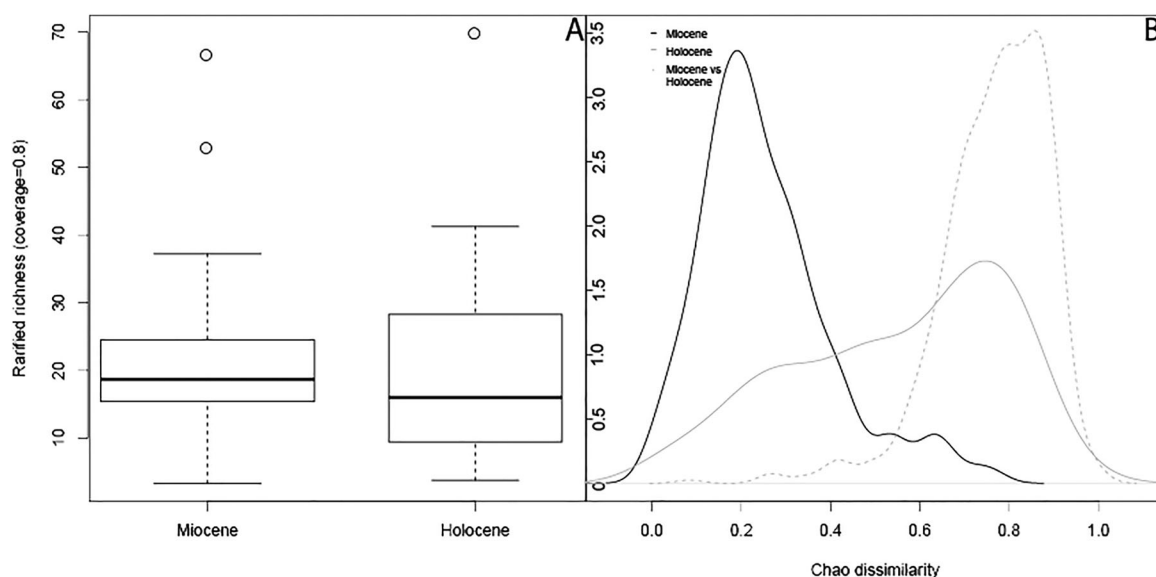 A
Rarified richness (coverage=0.8)
70
60
50
40
30
20
10
Miocene
Holocene
B
Miocene
Holocene
Miocene vs
Holocene
3.5
3.0
2.5
2.0
1.5
1.0
0.5
0
0.0
0.2
0.4
0.6
0.8
1.0
Chao dissimilarity